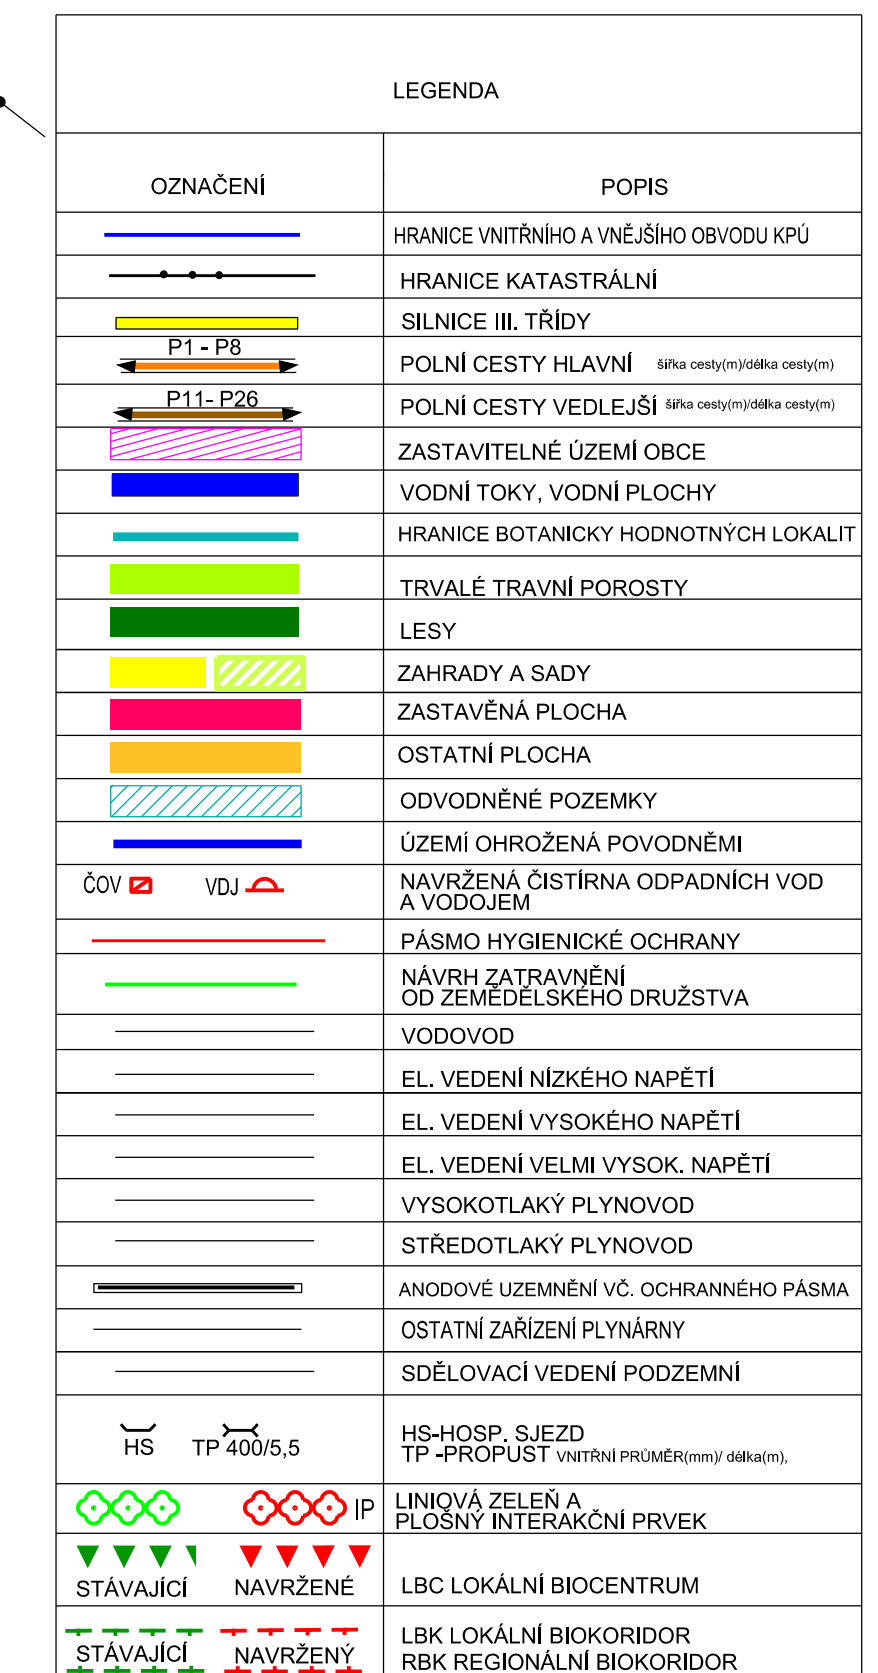 LEGENDA
OZNAČENÍ POPIS
HRANICE VNITŘNÍHO A VNĚJŠÍHO OBVODU KPÚ
HRANICE KATASTRÁLNÍ
SILNICE III. TŘÍDY
P1 - P8 POLNÍ CESTY HLAVNÍ šířka cesty(m)/délka cesty(m)
P11- P26 POLNÍ CESTY VEDLEJŠÍ šířka cesty(m)/délka cesty(m)
ZASTAVITELNÉ ÚZEMÍ OBCE
VODNÍ TOKY, VODNÍ PLOCHY
HRANICE BOTANICKY HODNOTNÝCH LOKALIT
TRVALÉ TRAVNÍ POROSTY
LESY
ZAHRADY A SADY
ZASTAVĚNÁ PLOCHA
OSTATNÍ PLOCHA
ODVODNĚNÉ POZEMKY
ÚZEMÍ OHROŽENÁ POVODNĚMI
ČOV VDJ NAVRŽENÁ ČISTÍRNA ODPADNÍCH VOD
A VODOJEM
PÁSMO HYGIENICKÉ OCHRANY
NÁVRH ZATRAVNĚNÍ
OD ZEMĚDĚLSKÉHO DRUŽSTVA
VODOVOD
EL. VEDENÍ NÍZKÉHO NAPĚTÍ
EL. VEDENÍ VYSOKÉHO NAPĚTÍ
EL. VEDENÍ VELMI VYSOK. NAPĚTÍ
VYSOKOTLAKÝ PLYNOVOD
STŘEDOTLAKÝ PLYNOVOD
ANODOVÉ UZEMNĚNÍ VČ. OCHRANNÉHO PÁSMA
OSTATNÍ ZAŘÍZENÍ PLYNÁRNY
SDĚLOVACÍ VEDENÍ PODZEMNÍ
HS TP 400/5,5
HS-HOSP. SJEZD
TP -PROPUST VNITŘNÍ PRŮMĚR(mm)/ délka(m),
IP LINIOVÁ ZELEŇ A
PLOŠNÝ INTERAKČNÍ PRVEK
STÁVAJÍCÍ NAVRŽENÉ LBC LOKÁLNÍ BIOCENTRUM
STÁVAJÍCÍ NAVRŽENÝ
LBK LOKÁLNÍ BIOKORIDOR
RBK REGIONÁLNÍ BIOKORIDOR